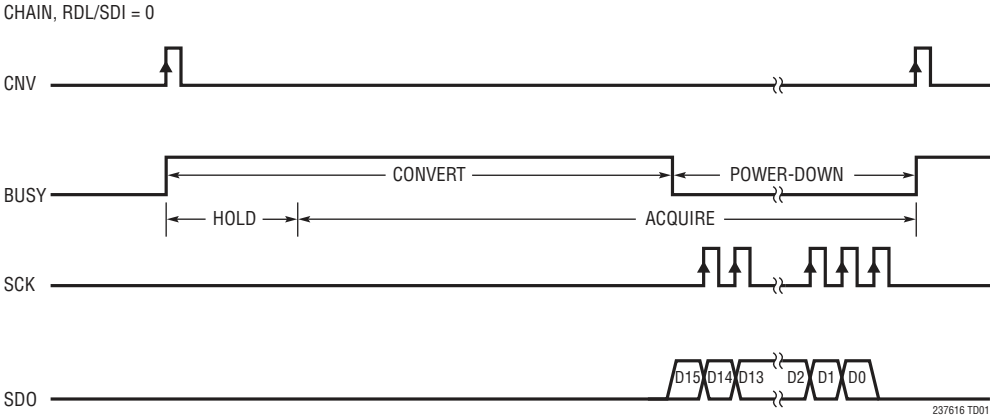 CHAIN, RDL/SDI = 0
CNV
BUSY
CONVERT
POWER-DOWN
HOLD
ACQUIRE
SCK
SDO
D15 D14 D13 D2 D1 D0
237616 TD01